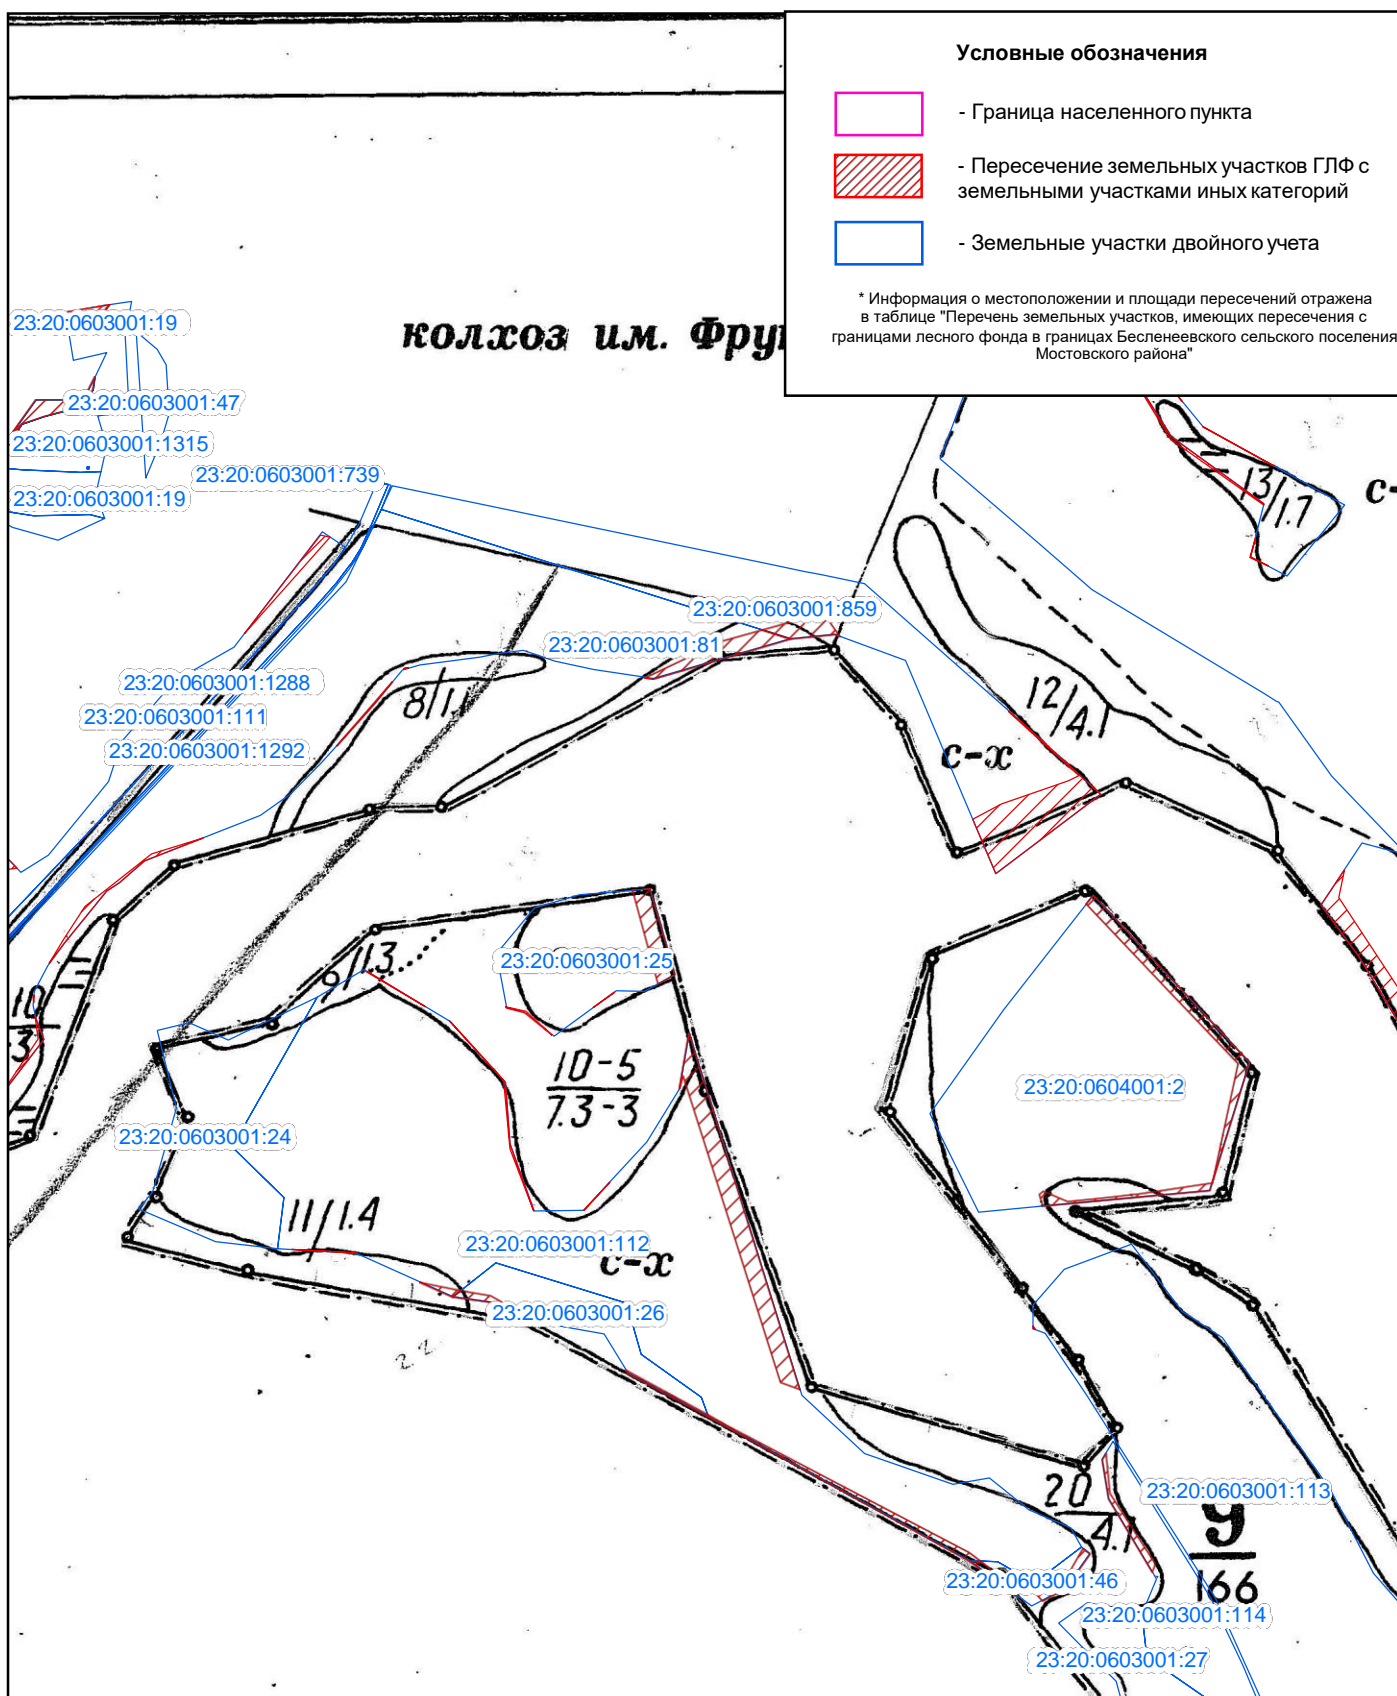 Условные обозначения
- Граница населенного пункта
- Пересечение земельных участков ГЛФ с
земельными участками иных категорий
- Земельные участки двойного учета
* Информация о местоположении и площади пересечений отражена
в таблице "Перечень земельных участков, имеющих пересечения с
границами лесного фонда в границах Бесленеевского сельского поселения
Мостовского района"
23:20:0603001:19
колхоз им. Фру
23:20:0603001:47
23:20:0603001:1315
23:20:0603001:739
23:20:0603001:19
13/1.7
с-
23:20:0603001:859
23:20:0603001:81
23:20:0603001:1288
8/1.
12/4.1
23:20:0603001:111
23:20:0603001:1292
с-х
23:20:0603001:25
10
3
10-5
7.3-3
23:20:0604001:2
23:20:0603001:24
11/1.4
23:20:0603001:112
с-х
23:20:0603001:26
22
20
4.1
23:20:0603001:113
9
166
23:20:0603001:46
23:20:0603001:114
23:20:0603001:27